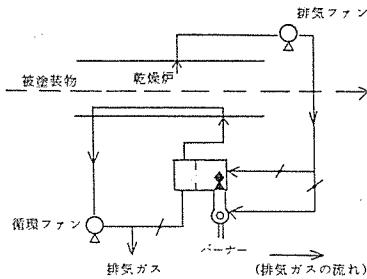 排気ファン
乾燥炉
被塗装物
循環ファン
バーナー
排気ガス
(排気ガスの流れ)